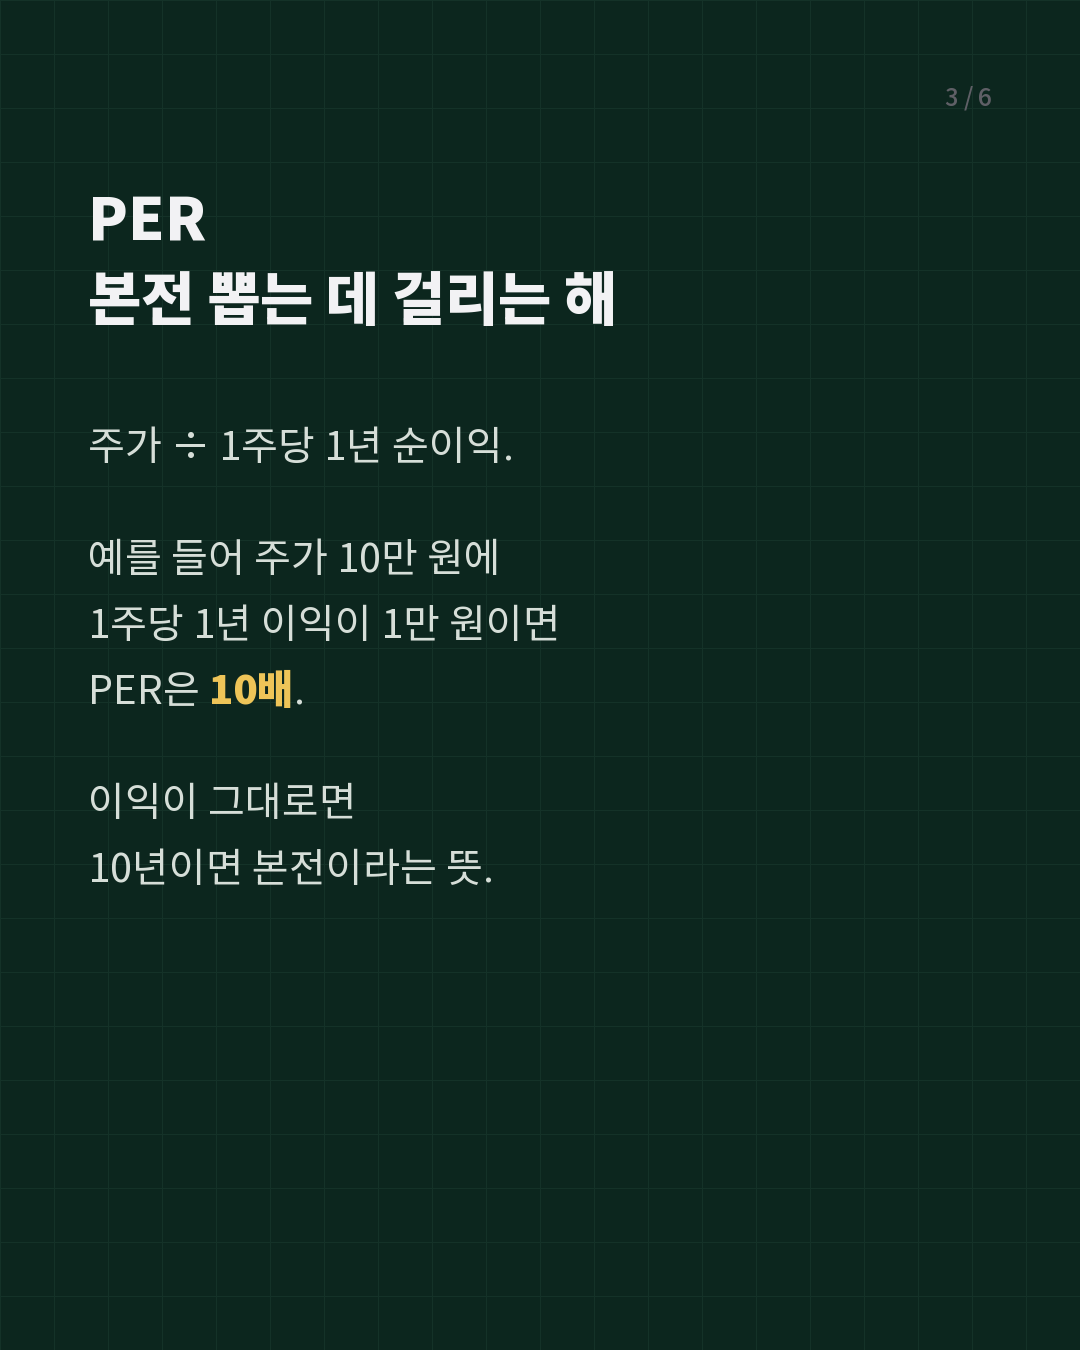 3 / 6
PER
본전 뽑는 데 걸리는 해
주가 ÷ 1주당 1년 순이익.
예를 들어 주가 10만 원에
1주당 1년 이익이 1만 원이면
PER은 10배.
이익이 그대로면
10년이면 본전이라는 뜻.